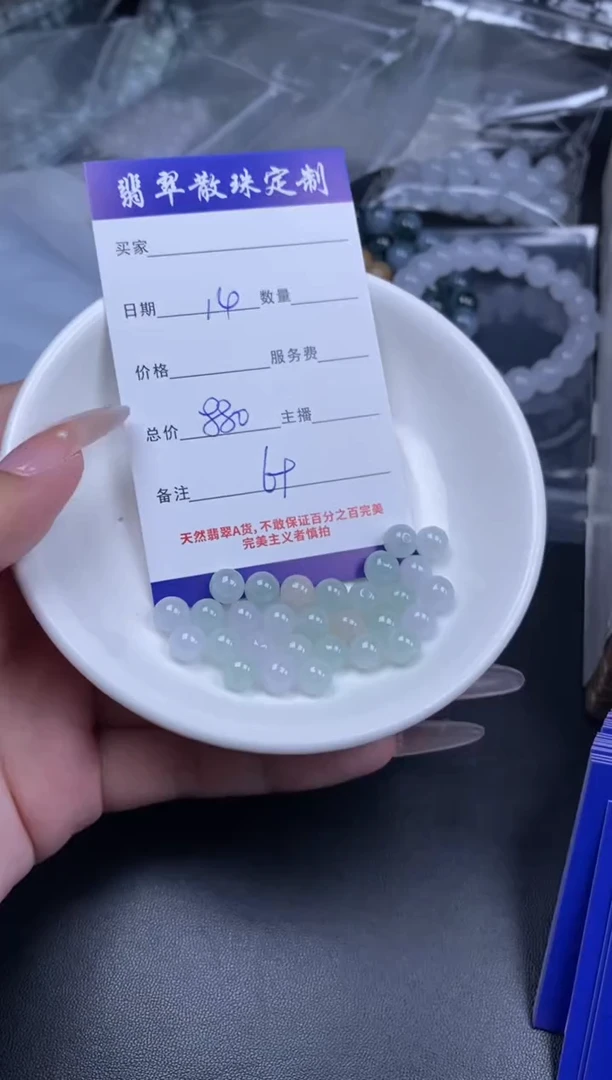 翡翠散珠定制
买家
日期 14 数量
价格 服务费
总价 880 主播
备注
天然翡翠A货,不敢保证百分之百完美
完美主义者慎拍